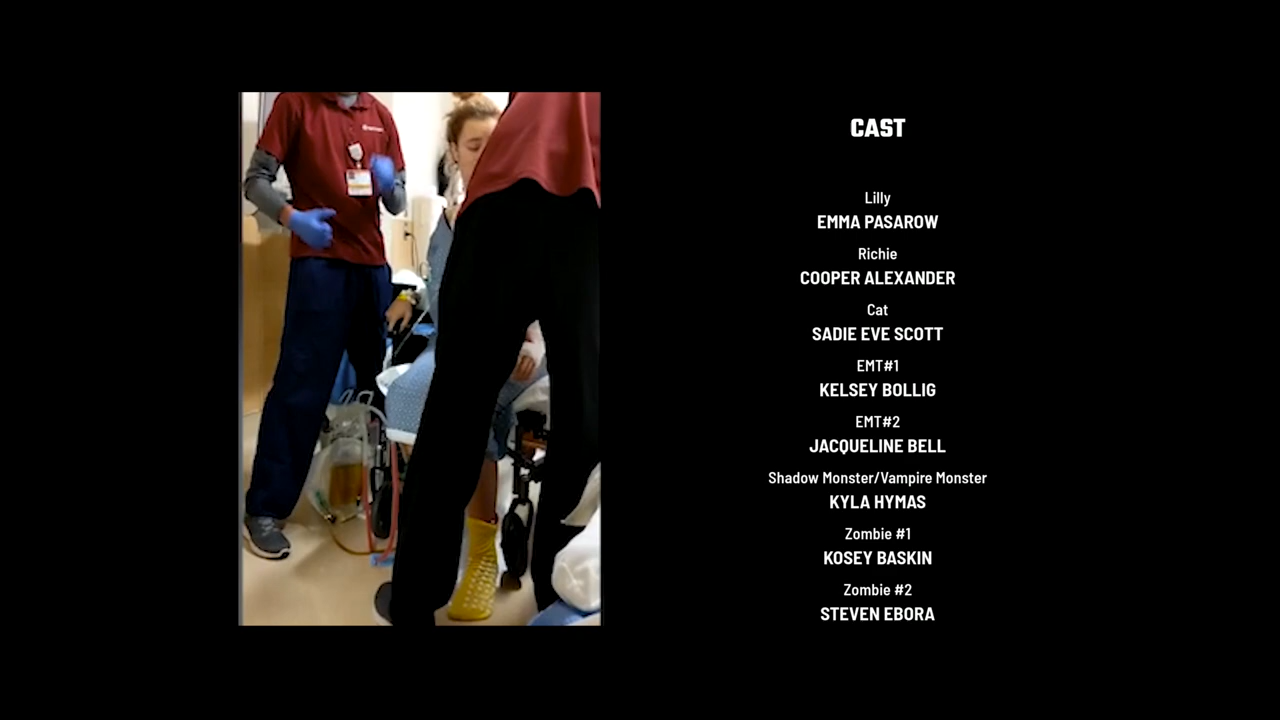 CAST
Lilly
EMMA PASAROW
Richie
COOPER ALEXANDER
Cat
SADIE EVE SCOTT
EMT#1
KELSEY BOLLIG
EMT#2
JACQUELINE BELL
Shadow Monster/Vampire Monster
KYLA HYMAS
Zombie #1
KOSEY BASKIN
Zombie #2
STEVEN EBORA